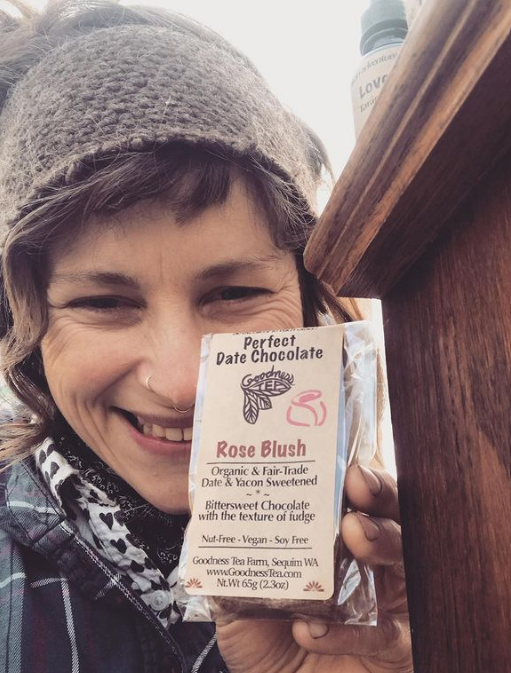 Love
Perfect
Date Chocolate
Goodness
TEA
Rose Blush
Organic & Fair-Trade
Date & Yacon Sweetened
~ * ~
Bittersweet Chocolate
with the texture of fudge
Nut-Free - Vegan - Soy Free
Goodness Tea Farm, Sequim WA
www.GoodnessTea.com
Nt.Wt 65g (2.3oz)